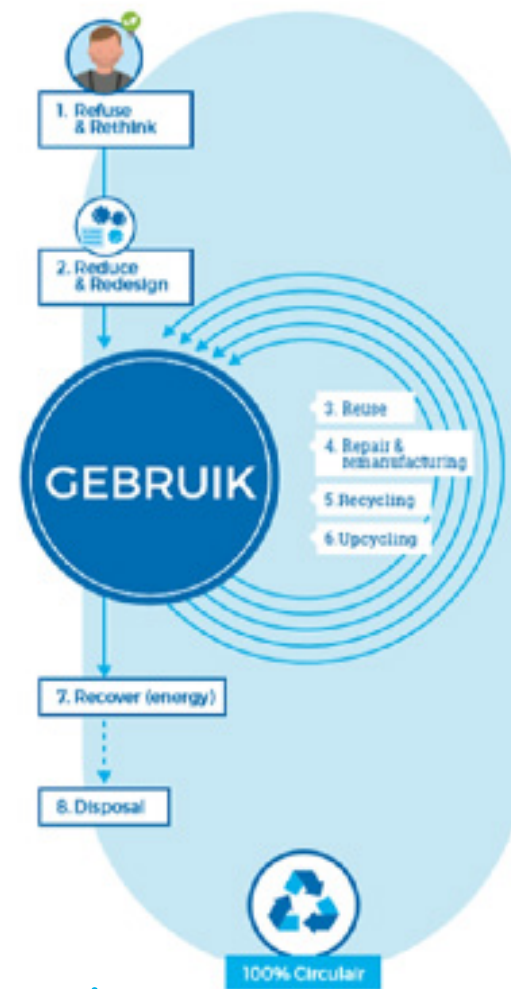 1. Refuse
& Rethink
2. Reduce
& Redesign
GEBRUIK
3. Reuse
4. Repair &
remanufacturing
5. Recycling
6. Upcycling
7. Recover (energy)
8. Disposal
100% Circulair